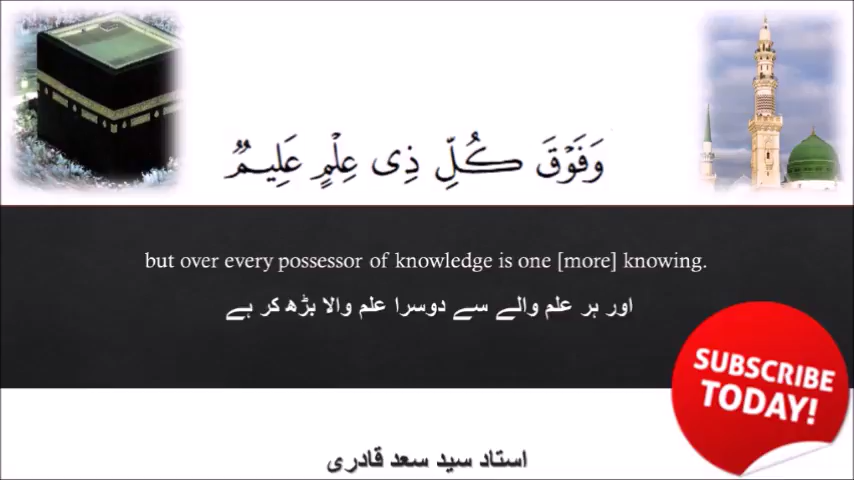 وَفَوْقَ كُلِّ ذِى عِلْمٍ عَلِيمٌ
but over every possessor of knowledge is one [more] knowing.
اور ہر علم والے سے دوسرا علم والا بڑھ کر ہے
SUBSCRIBE
TODAY!
استاد سید سعد قادری